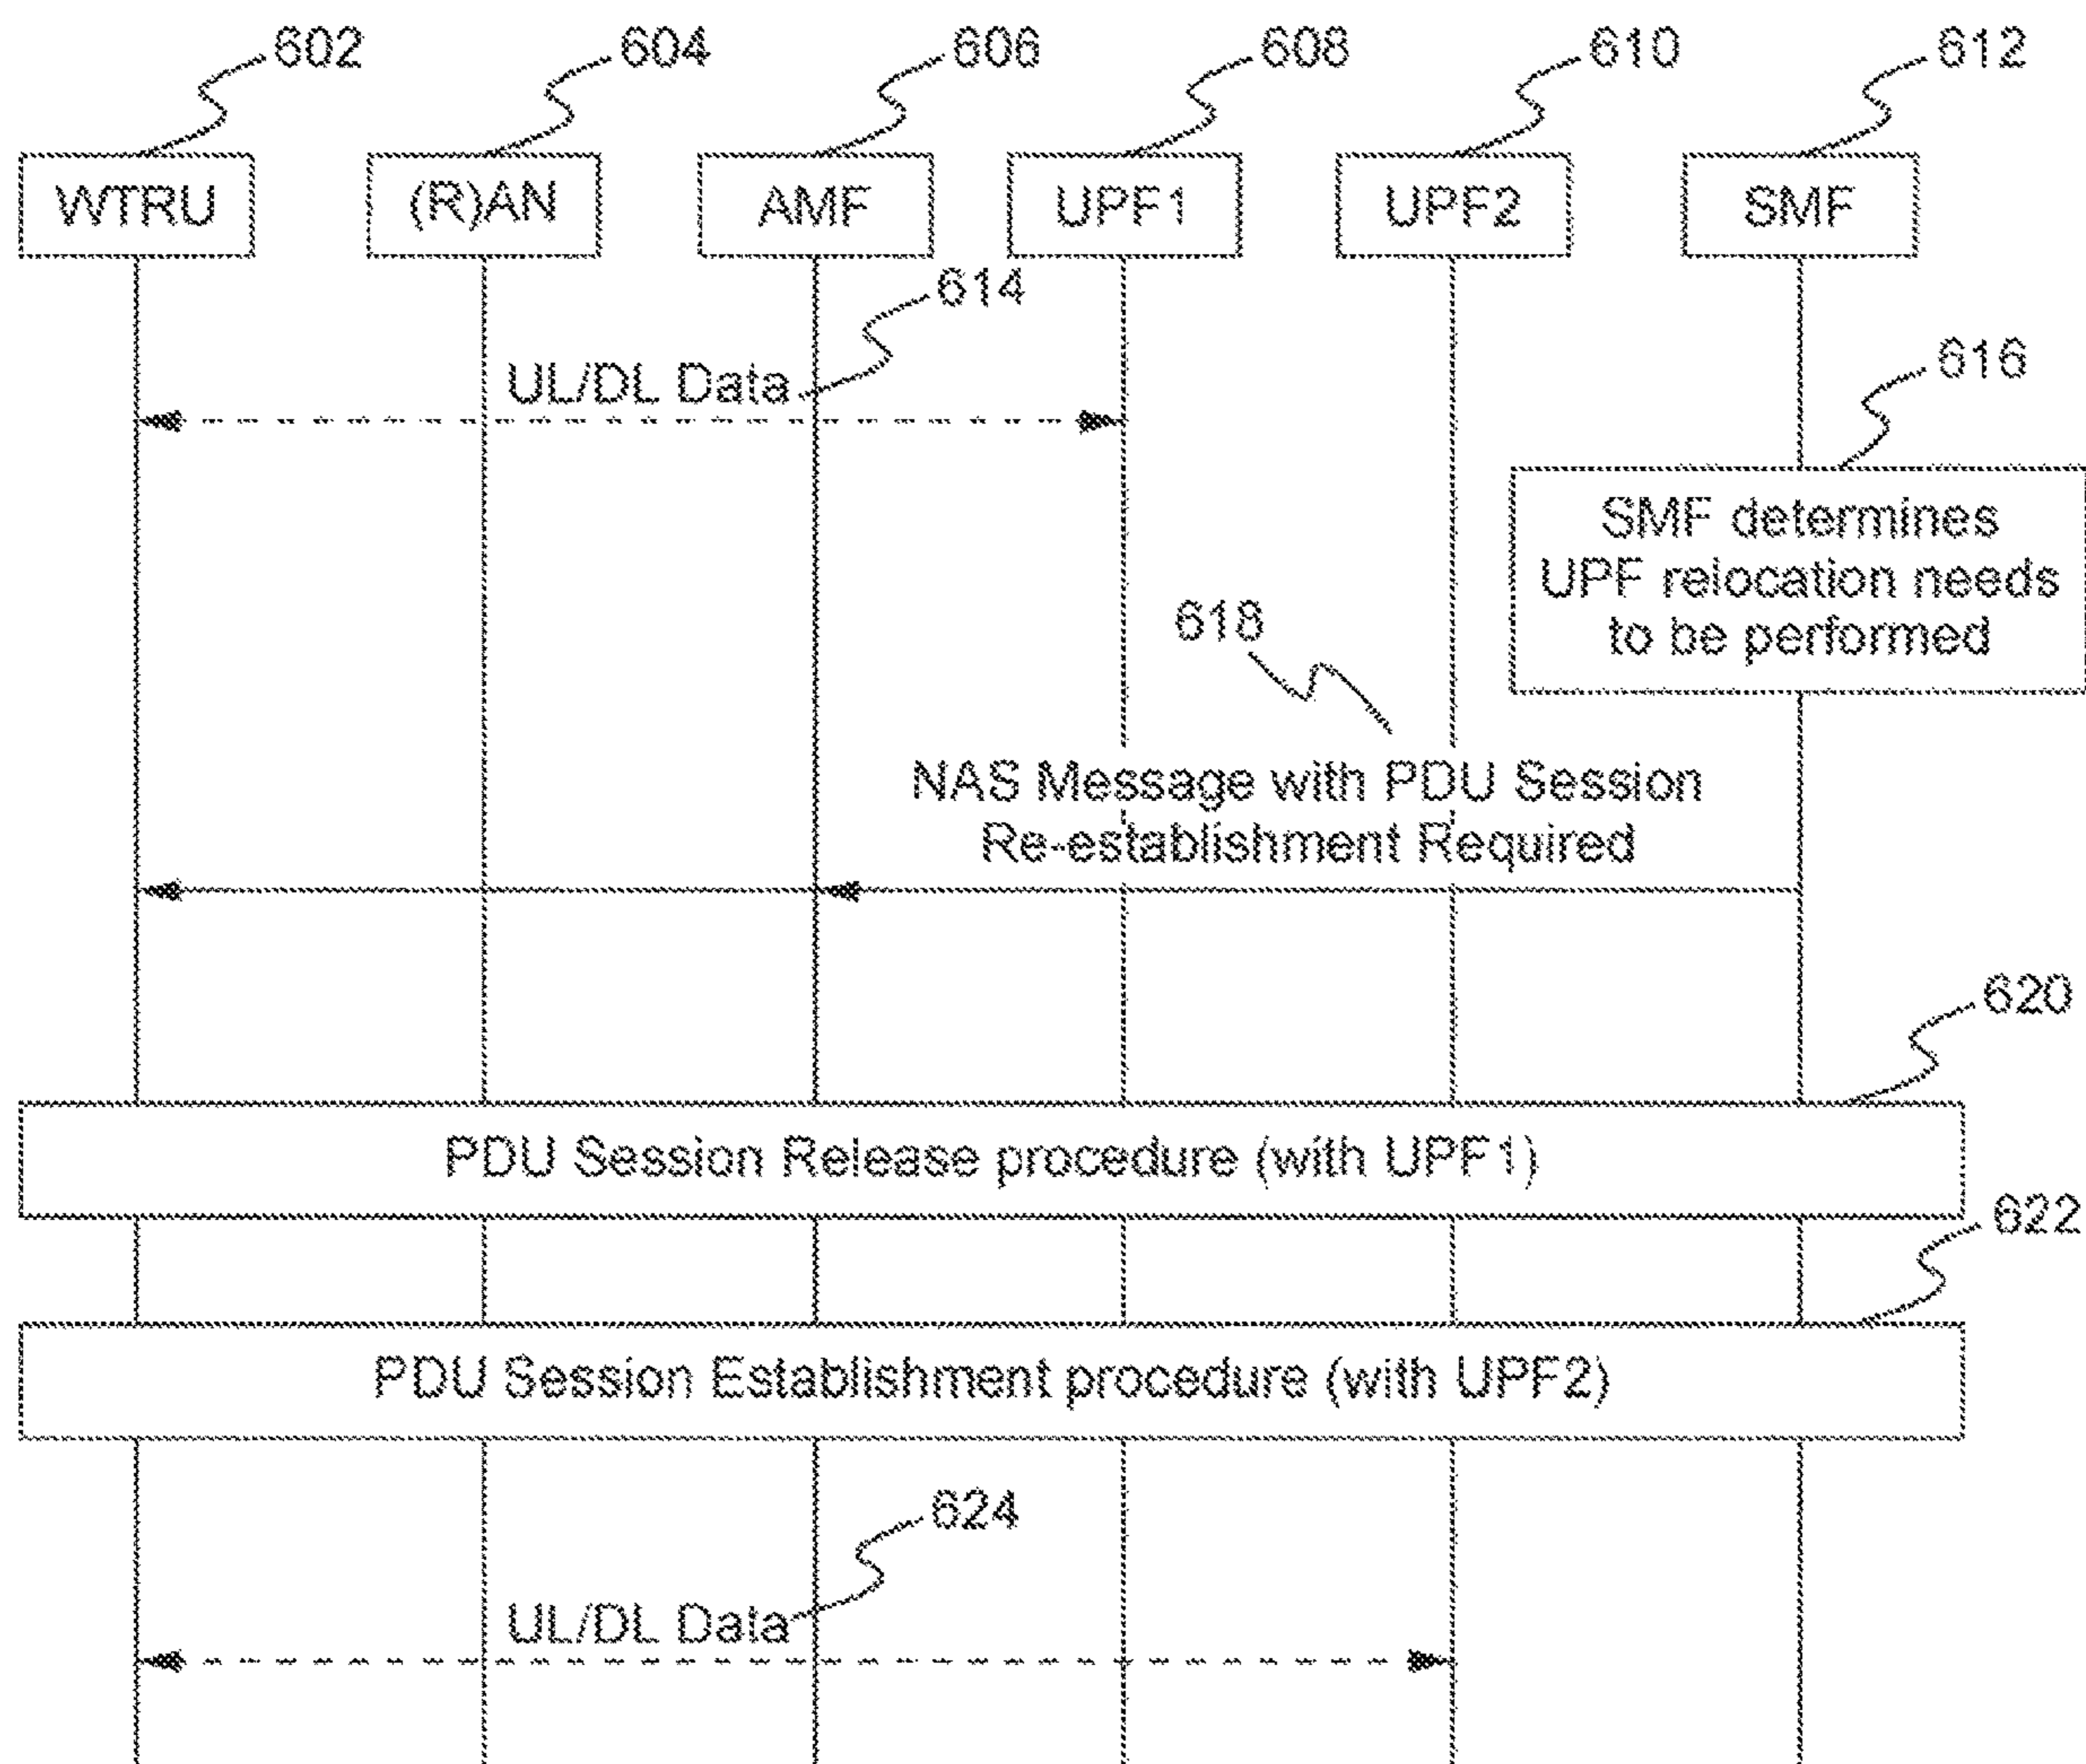 602
604
606
608
610
612
WTRU
(R)AN
AMF
UPF1
UPF2
SMF
614
UL/DL Data
616
SMF determines
UPF relocation needs
to be performed
618
NAS Message with PDU Session
Re-establishment Required
620
PDU Session Release procedure (with UPF1)
622
PDU Session Establishment procedure (with UPF2)
624
UL/DL Data